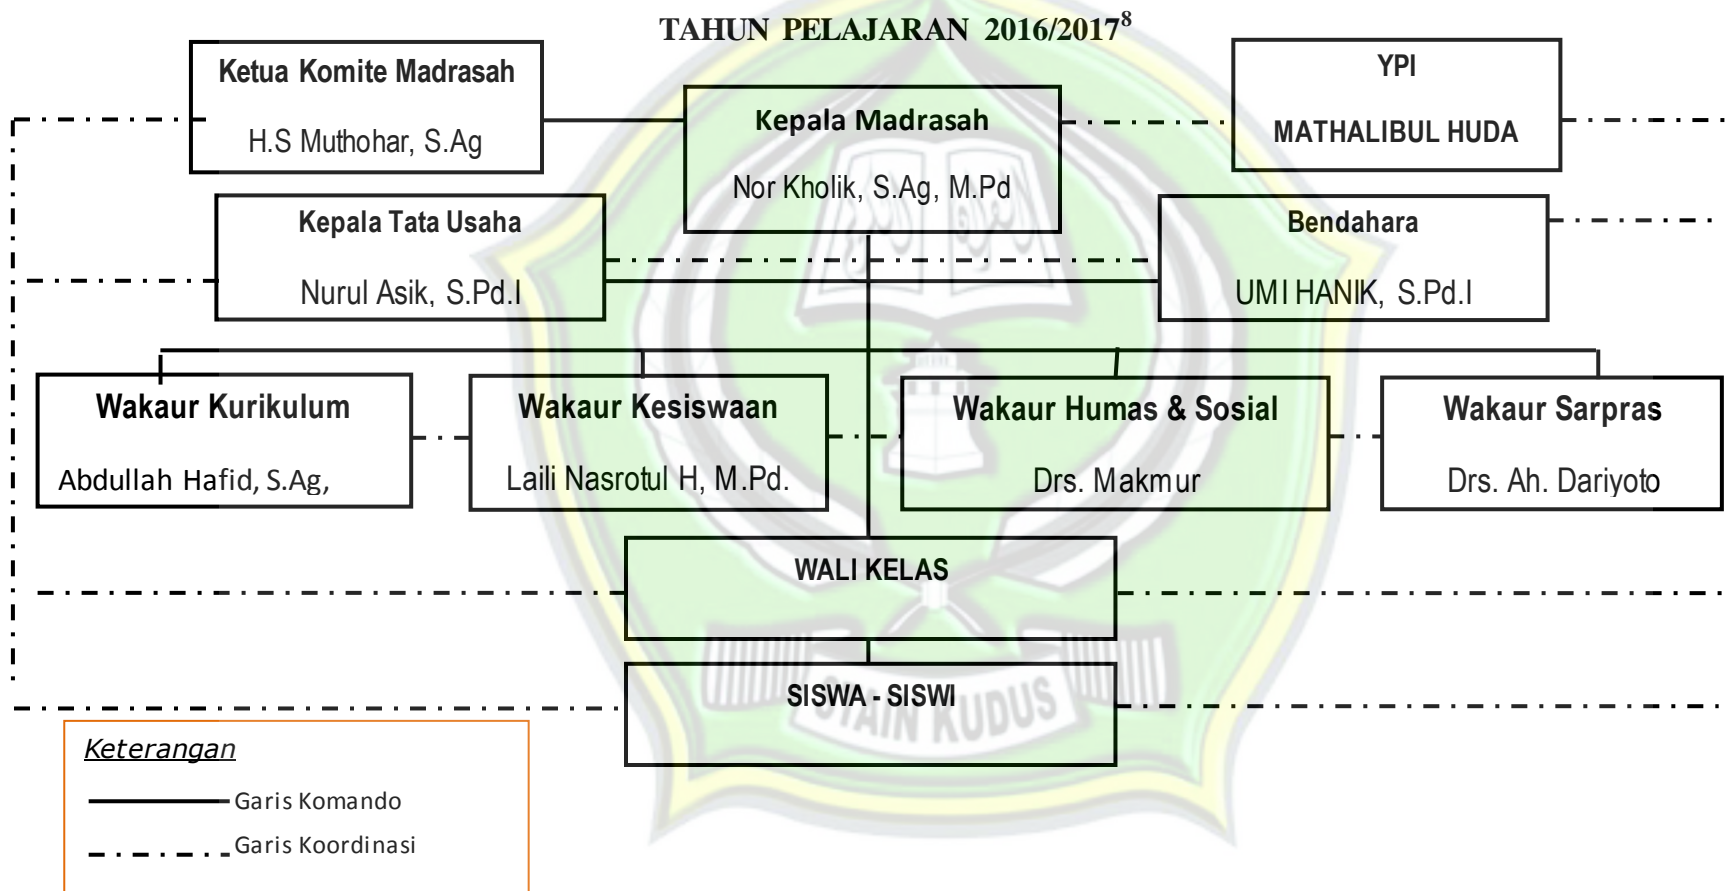 TAHUN PELAJARAN 2016/2017⁸
Ketua Komite Madrasah
H.S Muthohar, S.Ag
Kepala Madrasah
Nor Kholik, S.Ag, M.Pd
YPI
MATHALIBUL HUDA
Kepala Tata Usaha
Nurul Asik, S.Pd.I
Bendahara
UMI HANIK, S.Pd.I
Wakaur Kurikulum
Abdullah Hafid, S.Ag,
Wakaur Kesiswaan
Laili Nasrotul H, M.Pd.
Wakaur Humas & Sosial
Drs. Makmur
Wakaur Sarpras
Drs. Ah. Dariyoto
WALI KELAS
SISWA - SISWI
STAIN KUDUS
Keterangan
Garis Komando
Garis Koordinasi